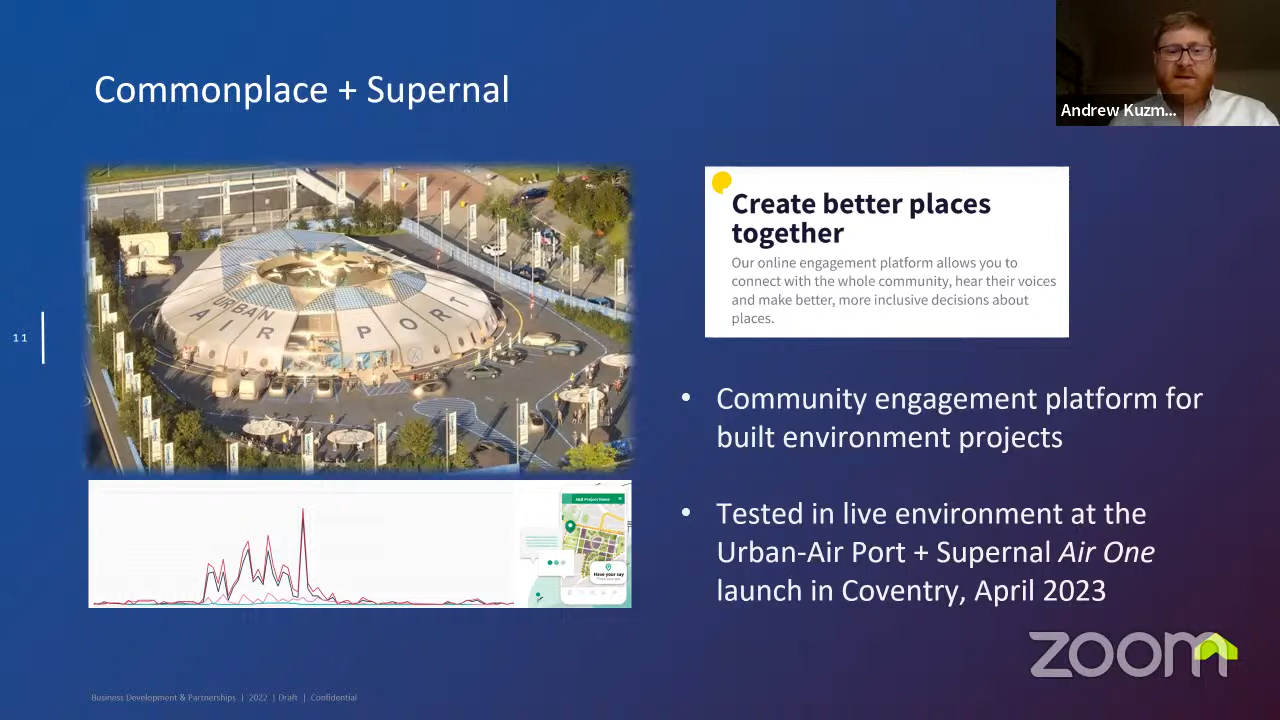 Commonplace + Supernal
Andrew Kuzm...
11
URBAN
AIR PORT
Create better places
together
Our online engagement platform allows you to
connect with the whole community, hear their voices
and make better, more inclusive decisions about
places.
• Community engagement platform for
built environment projects
• Tested in live environment at the
Urban-Air Port + Supernal Air One
launch in Coventry, April 2023
Have your say
zoom
Business Development & Partnerships | 2022 | Draft | Confidential